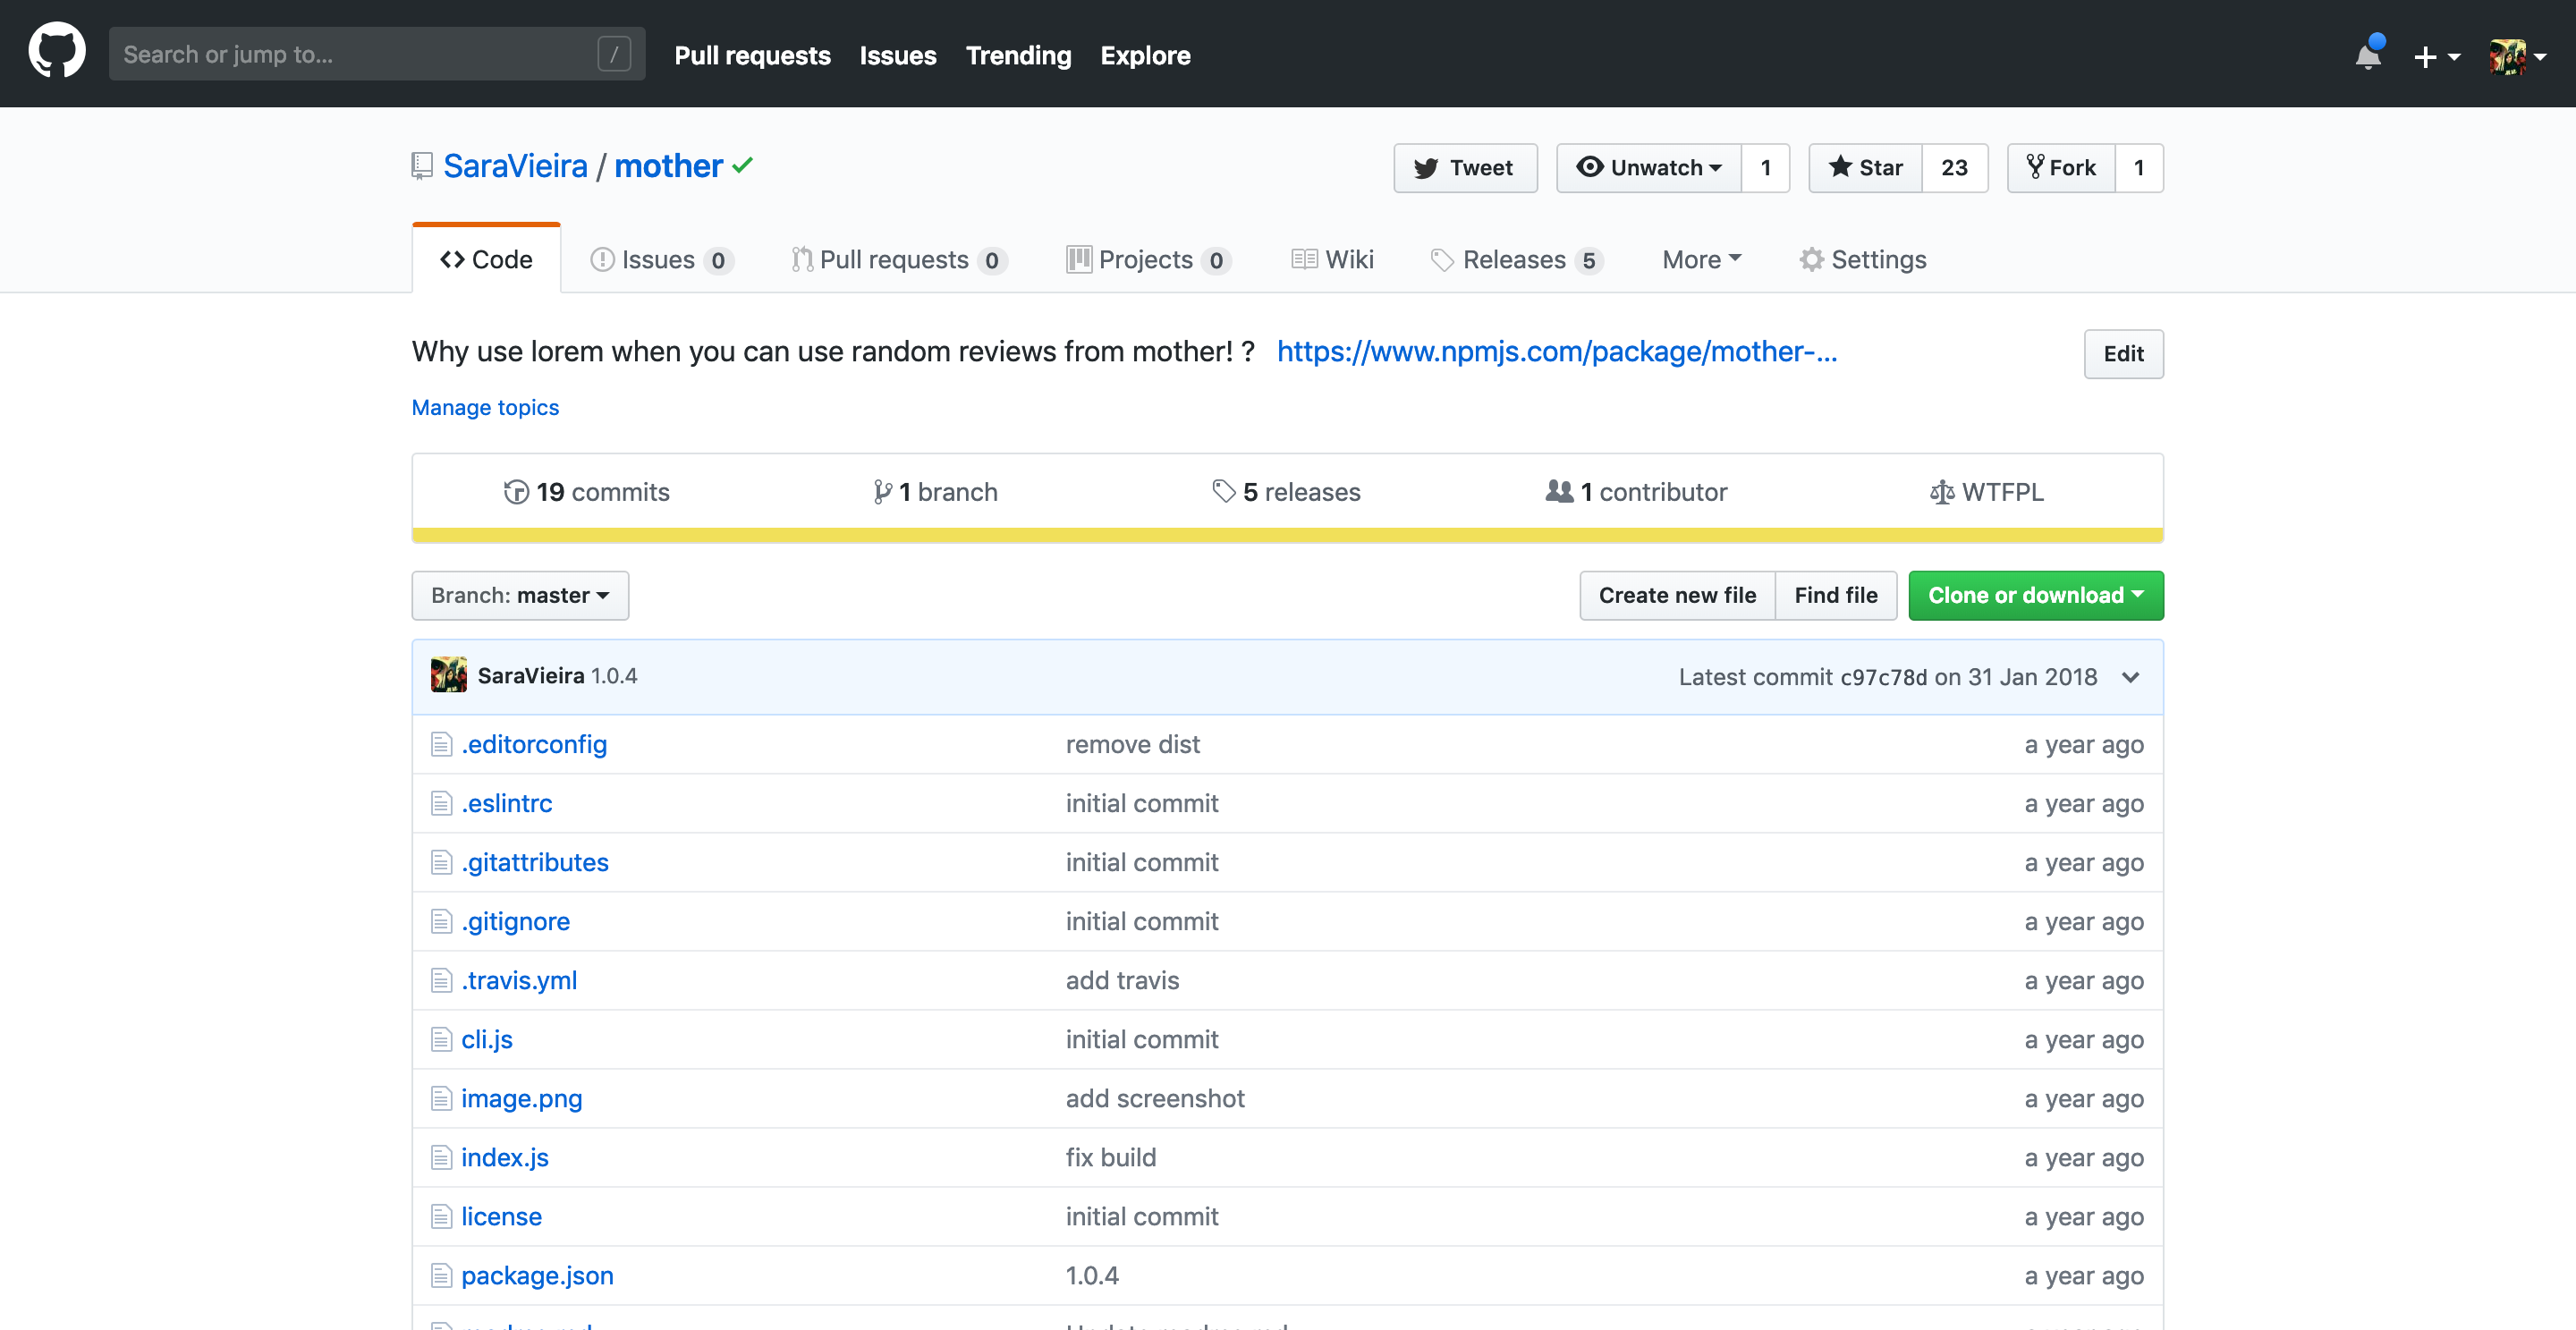 Search or jump to... / Pull requests Issues Trending Explore
SaraVieira / mother Tweet Unwatch 1 Star 23 Fork 1
Code Issues 0 Pull requests 0 Projects 0 Wiki Releases 5 More Settings
Why use lorem when you can use random reviews from mother! ? https://www.npmjs.com/package/mother-... Edit
Manage topics
19 commits 1 branch 5 releases 1 contributor WTFPL
Branch: master Create new file Find file Clone or download
SaraVieira 1.0.4 Latest commit c97c78d on 31 Jan 2018
.editorconfig remove dist a year ago
.eslintrc initial commit a year ago
.gitattributes initial commit a year ago
.gitignore initial commit a year ago
.travis.yml add travis a year ago
cli.js initial commit a year ago
image.png add screenshot a year ago
index.js fix build a year ago
license initial commit a year ago
package.json 1.0.4 a year ago